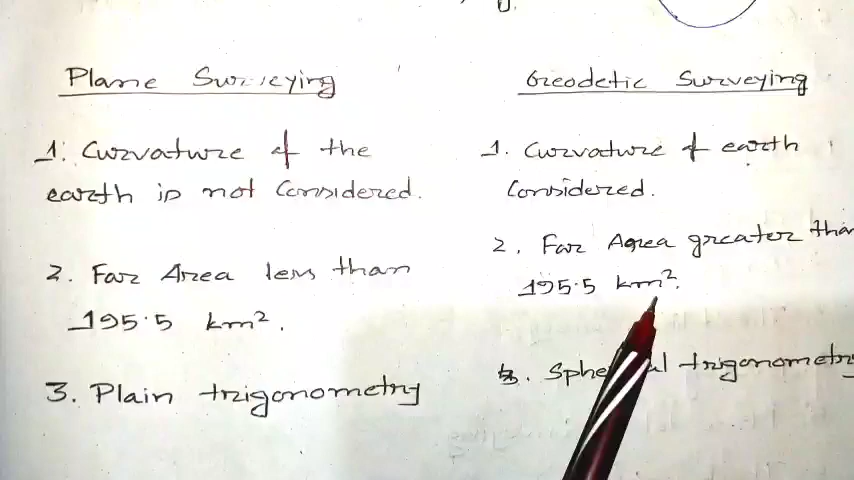 Plane Surveying
1. Curvature of the
earth is not Considered.
2. For Area less than
195.5 km².
3. Plain trigonometry
Geodetic Surveying
1. Curvature of earth
Considered.
2. For Area greater than
195.5 km².
3. trigonometry